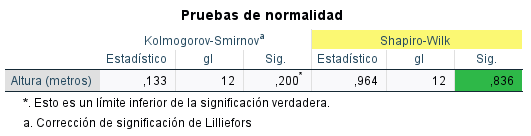 Pruebas de normalidad
Kolmogorov-Smirnovᵃ Shapiro-Wilk
Estadístico gl Sig. Estadístico gl Sig.
Altura (metros) ,133 12 ,200* ,964 12 ,836
*. Esto es un límite inferior de la significación verdadera.
a. Corrección de significación de Lilliefors